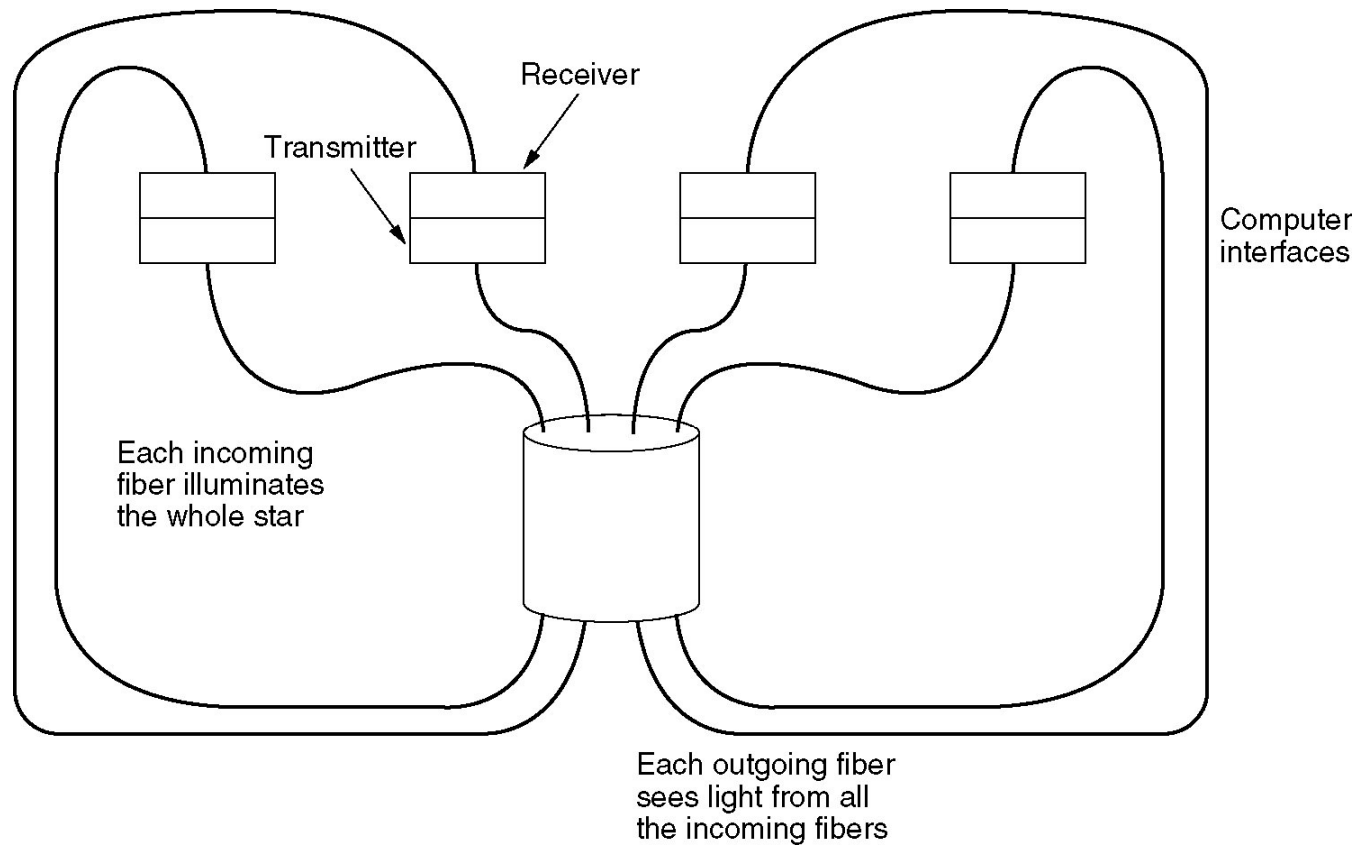 Receiver
Transmitter
Computer
interfaces
Each incoming
fiber illuminates
the whole star
Each outgoing fiber
sees light from all
the incoming fibers